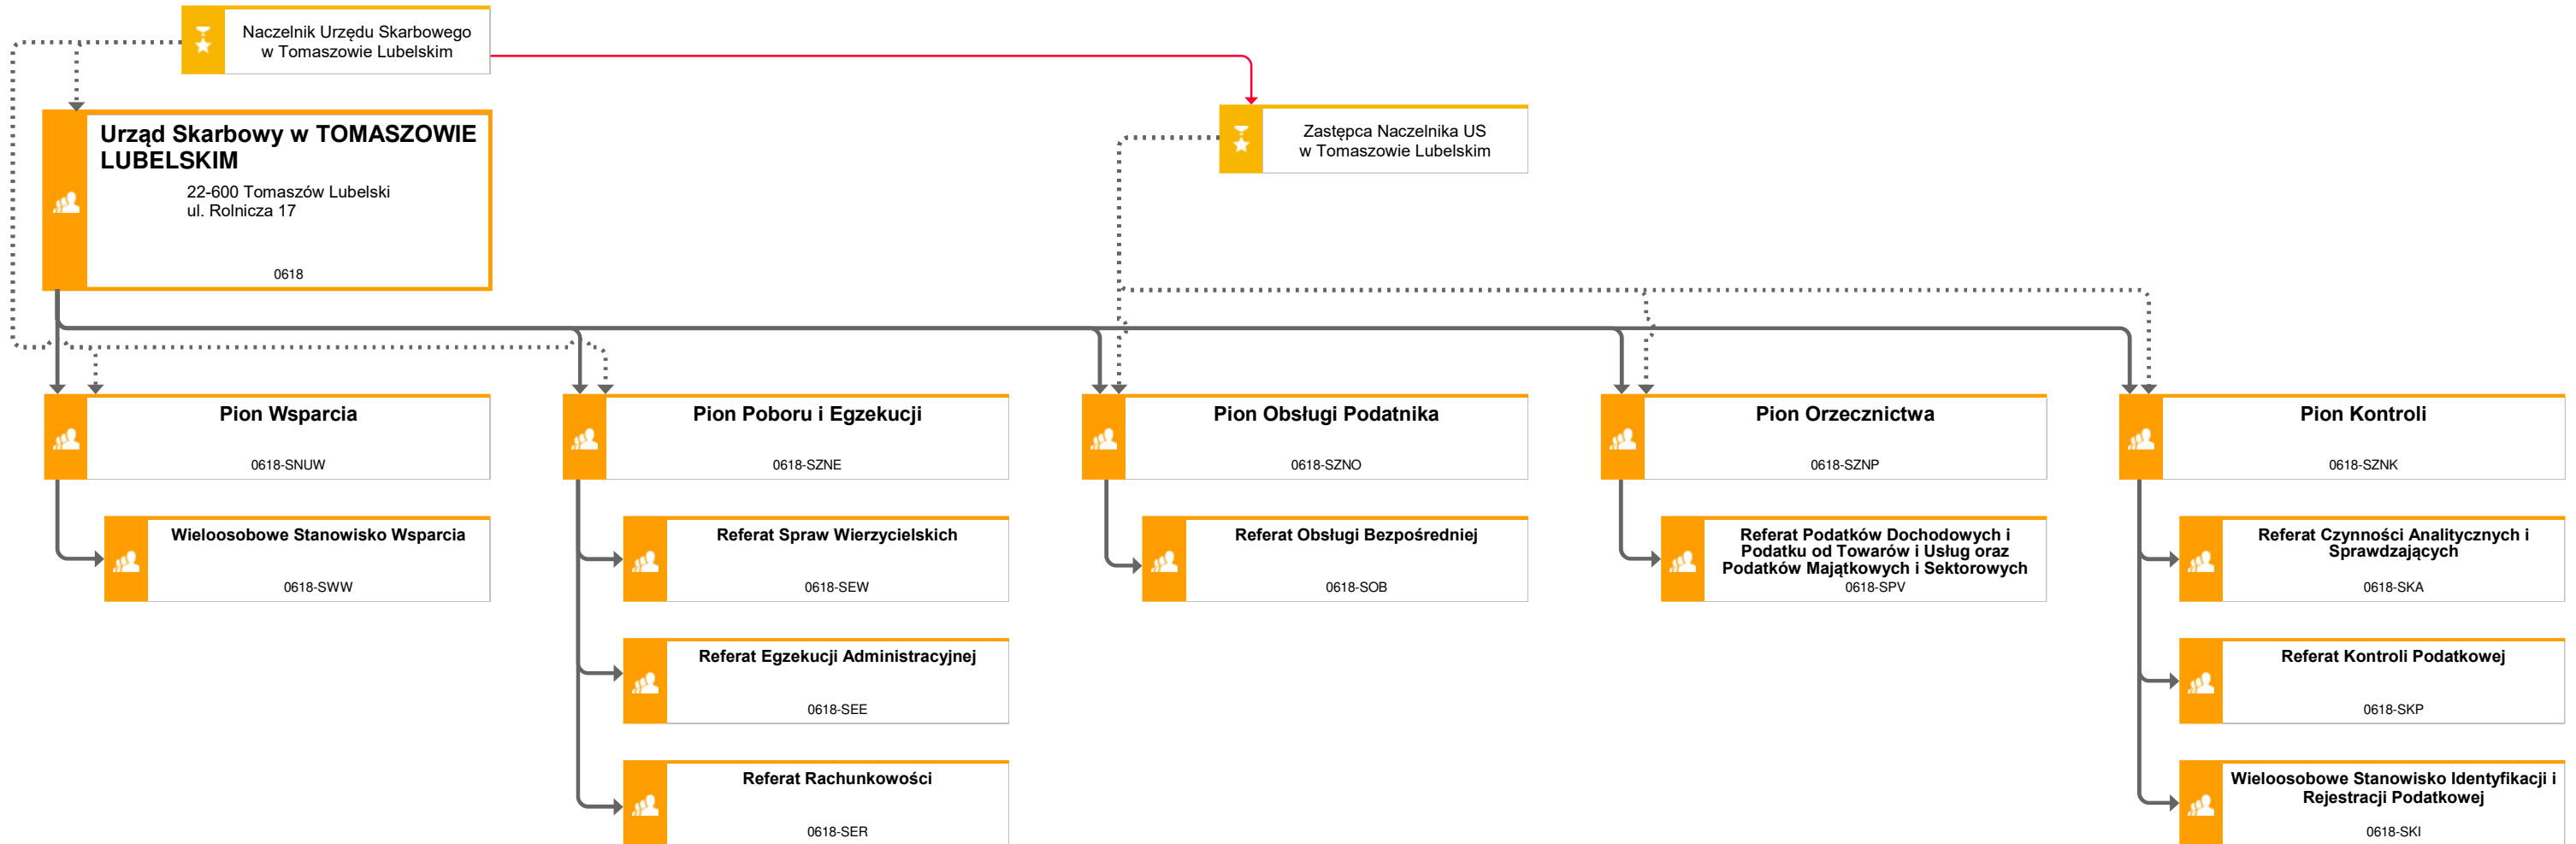 Naczelnik Urzędu Skarbowego
w Tomaszowie Lubelskim
Urząd Skarbowy w TOMASZOWIE
LUBELSKIM
22-600 Tomaszów Lubelski
ul. Rolnicza 17
0618
Zastępca Naczelnika US
w Tomaszowie Lubelskim
Pion Wsparcia
0618-SNUW
Pion Poboru i Egzekucji
0618-SZNE
Pion Obsługi Podatnika
0618-SZNO
Pion Orzecznictwa
0618-SZNP
Pion Kontroli
0618-SZNK
Wieloosobowe Stanowisko Wsparcia
0618-SWW
Referat Spraw Wierzycielskich
0618-SEW
Referat Obsługi Bezpośredniej
0618-SOB
Referat Podatków Dochodowych i
Podatku od Towarów i Usług oraz
Podatków Majątkowych i Sektorowych
0618-SPV
Referat Czynności Analitycznych i
Sprawdzających
0618-SKA
Referat Egzekucji Administracyjnej
0618-SEE
Referat Kontroli Podatkowej
0618-SKP
Referat Rachunkowości
0618-SER
Wieloosobowe Stanowisko Identyfikacji i
Rejestracji Podatkowej
0618-SKI